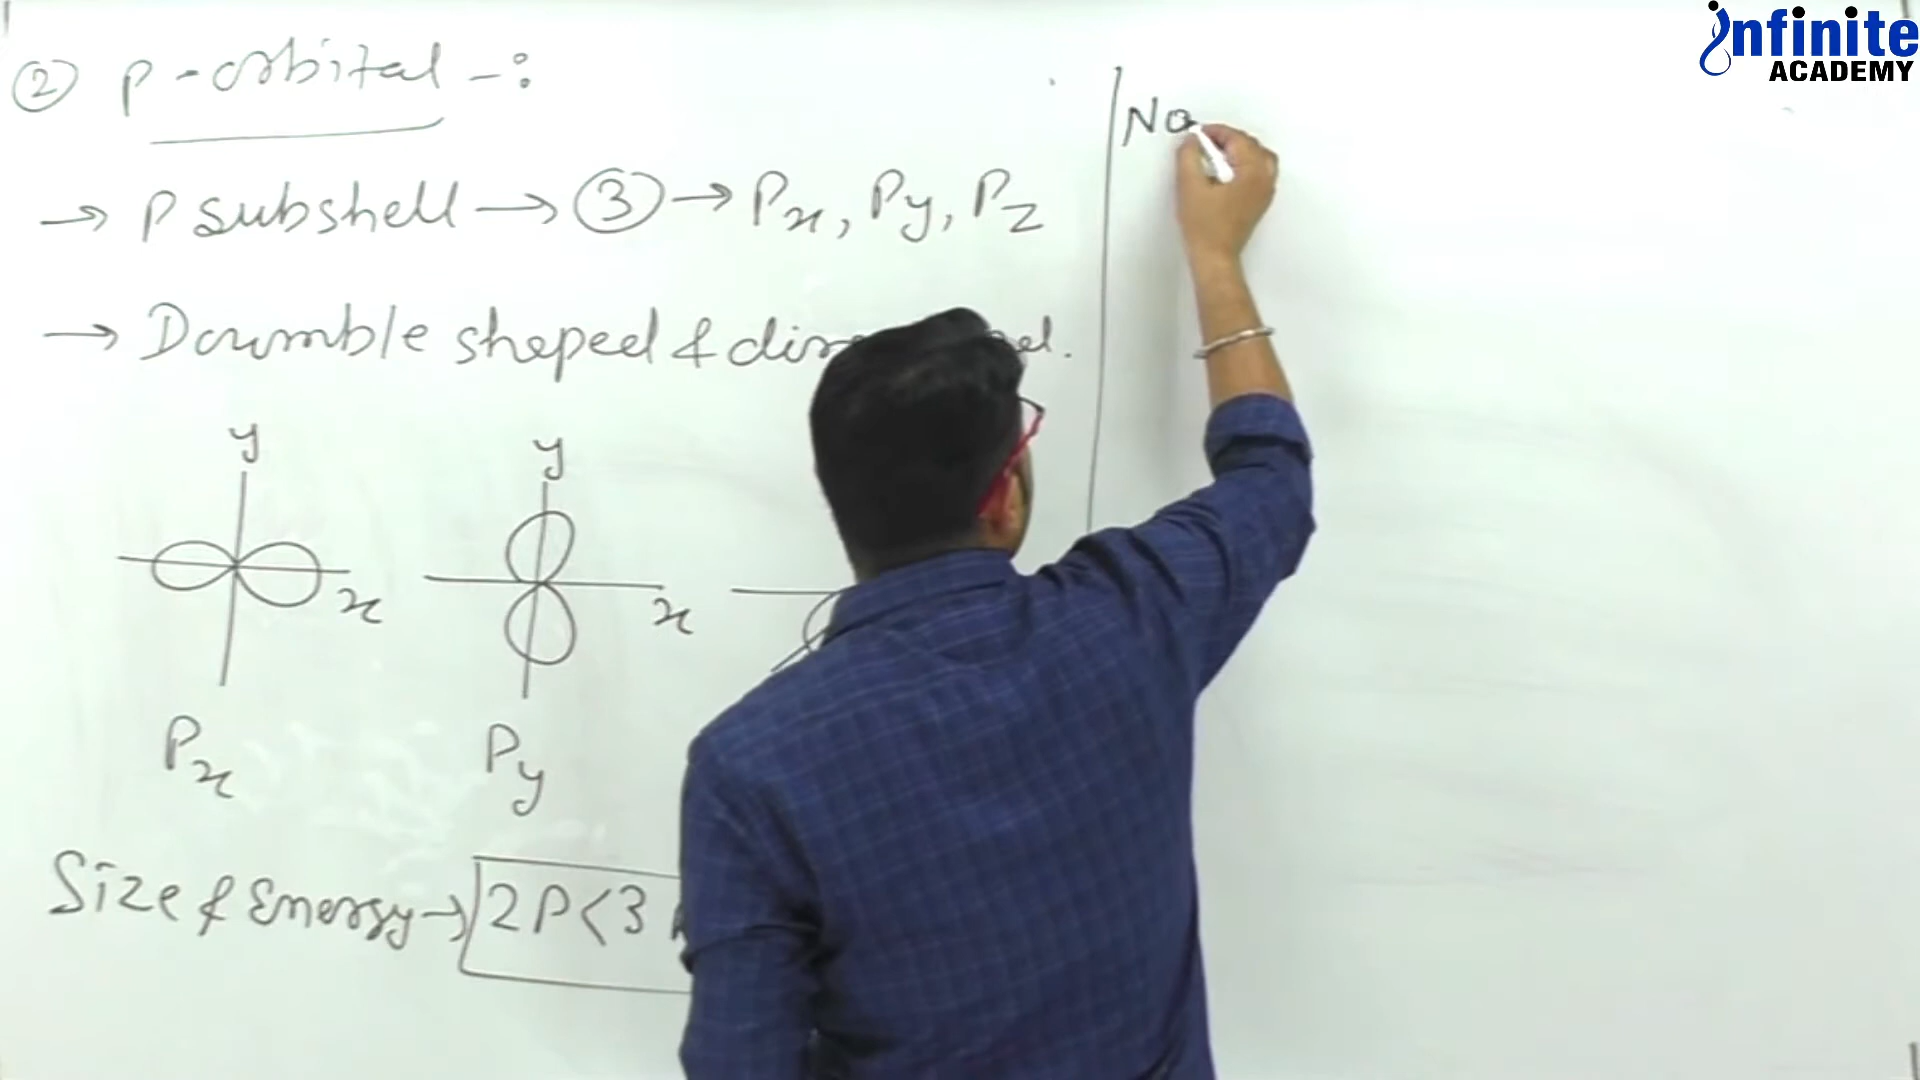 ② p-orbital -:
→ P subshell → ③ → Px, Py, Pz
→ Dumble shaped &
y
x
Px
y
x
Py
Size & Energy → 2P < 3
No
infinite
ACADEMY